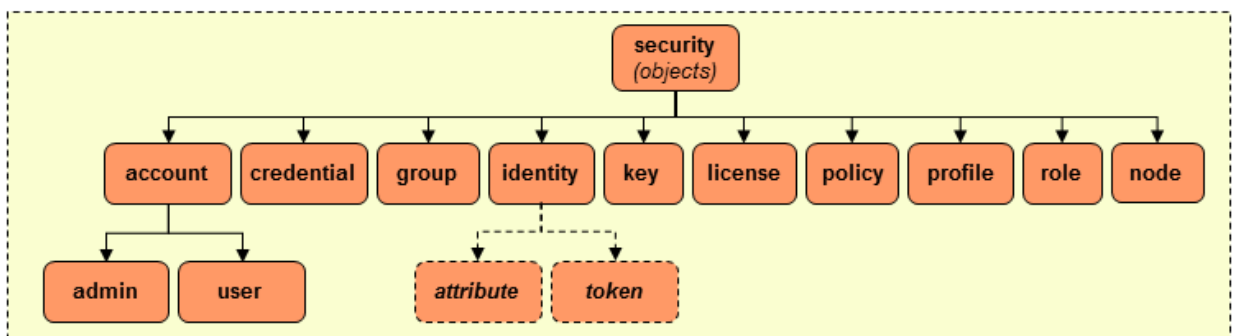 security
(objects)
account credential group identity key license policy profile role node
admin user attribute token